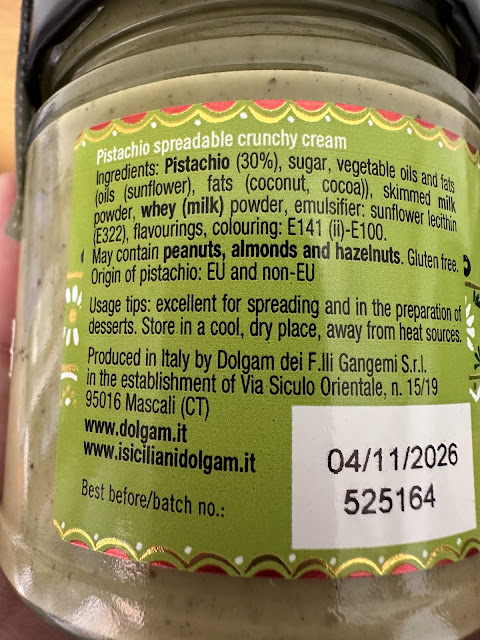 Pistachio spreadable crunchy cream
Ingredients: Pistachio (30%), sugar, vegetable oils and fats
(oils (sunflower), fats (coconut, cocoa)), skimmed milk
powder, whey (milk) powder, emulsifier: sunflower lecithin
(E322), flavourings, colouring: E141 (ii)-E100.
May contain peanuts, almonds and hazelnuts. Gluten free.
Origin of pistachio: EU and non-EU
Usage tips: excellent for spreading and in the preparation of
desserts. Store in a cool, dry place, away from heat sources.
Produced in Italy by Dolgam dei F.lli Gangemi S.r.l.
in the establishment of Via Siculo Orientale, n. 15/19
95016 Mascali (CT)
www.dolgam.it
www.isicilianidolgam.it
Best before/batch no.:
04/11/2026
525164